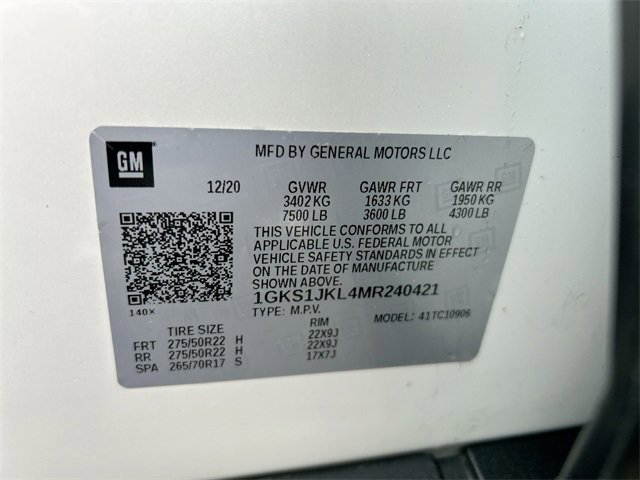 GM
MFD BY GENERAL MOTORS LLC
12/20 GVWR GAWR FRT GAWR RR
3402 KG 1633 KG 1950 KG
7500 LB 3600 LB 4300 LB
THIS VEHICLE CONFORMS TO ALL
APPLICABLE U.S. FEDERAL MOTOR
VEHICLE SAFETY STANDARDS IN EFFECT
ON THE DATE OF MANUFACTURE
SHOWN ABOVE.
1GKS1JKL4MR240421
140X TYPE: M.P.V. MODEL: 41TC10906
TIRE SIZE RIM
FRT 275/50R22 H 22X9J
RR 275/50R22 H 22X9J
SPA 265/70R17 S 17X7J